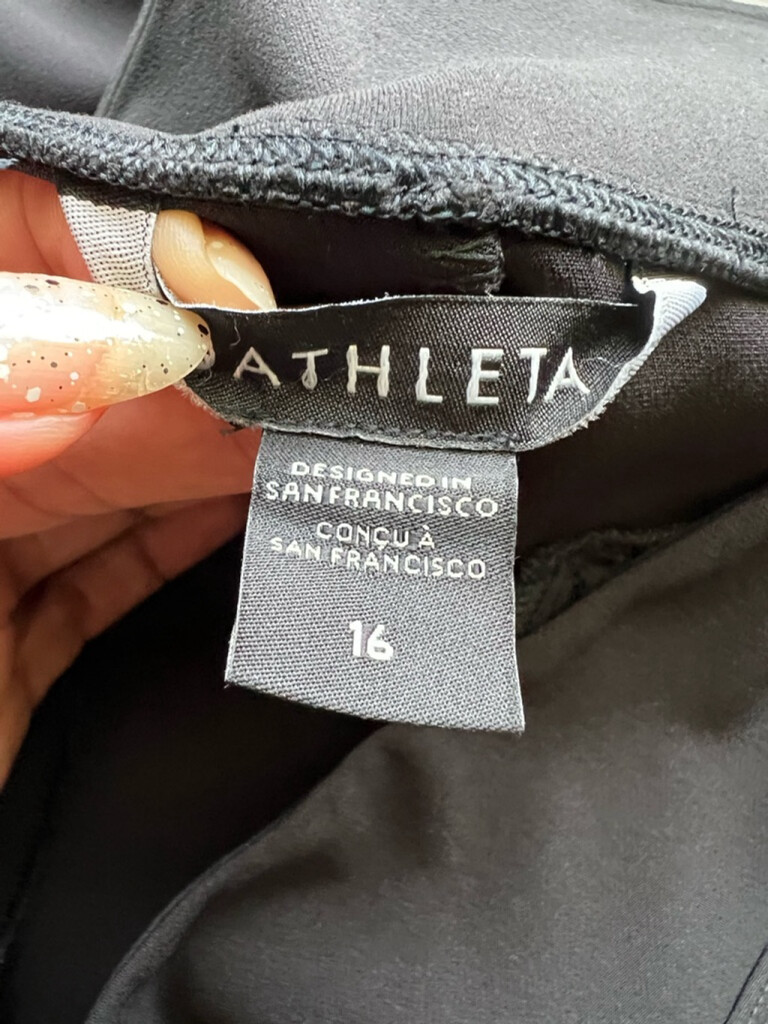 ATHLETA
DESIGNED IN
SAN FRANCISCO
CONÇU À
SAN FRANCISCO
16